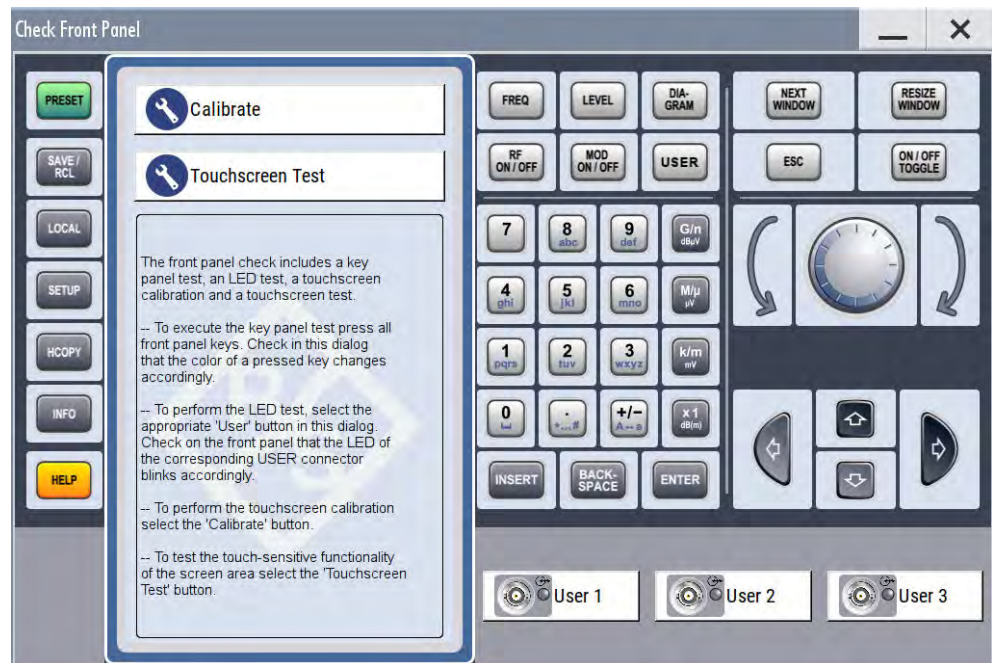 Check Front Panel
PRESET
SAVE /
RCL
LOCAL
SETUP
HCOPY
INFO
HELP
Calibrate
Touchscreen Test
The front panel check includes a key
panel test, an LED test, a touchscreen
calibration and a touchscreen test.
-- To execute the key panel test press all
front panel keys. Check in this dialog
that the color of a pressed key changes
accordingly.
-- To perform the LED test, select the
appropriate 'User' button in this dialog.
Check on the front panel that the LED of
the corresponding USER connector
blinks accordingly.
-- To perform the touchscreen calibration
select the 'Calibrate' button.
-- To test the touch-sensitive functionality
of the screen area select the 'Touchscreen
Test' button.
FREQ
LEVEL
DIA-
GRAM
RF
ON / OFF
MOD
ON / OFF
USER
7
8
abc
9
def
G/n
dBµV
4
ghi
5
jkl
6
mno
M/µ
µV
1
pqrs
2
tuv
3
wxyz
k/m
mV
0
.
*...#
+/-
A↔a
x 1
dB(m)
INSERT
BACK-
SPACE
ENTER
NEXT
WINDOW
RESIZE
WINDOW
ESC
ON / OFF
TOGGLE
User 1
User 2
User 3